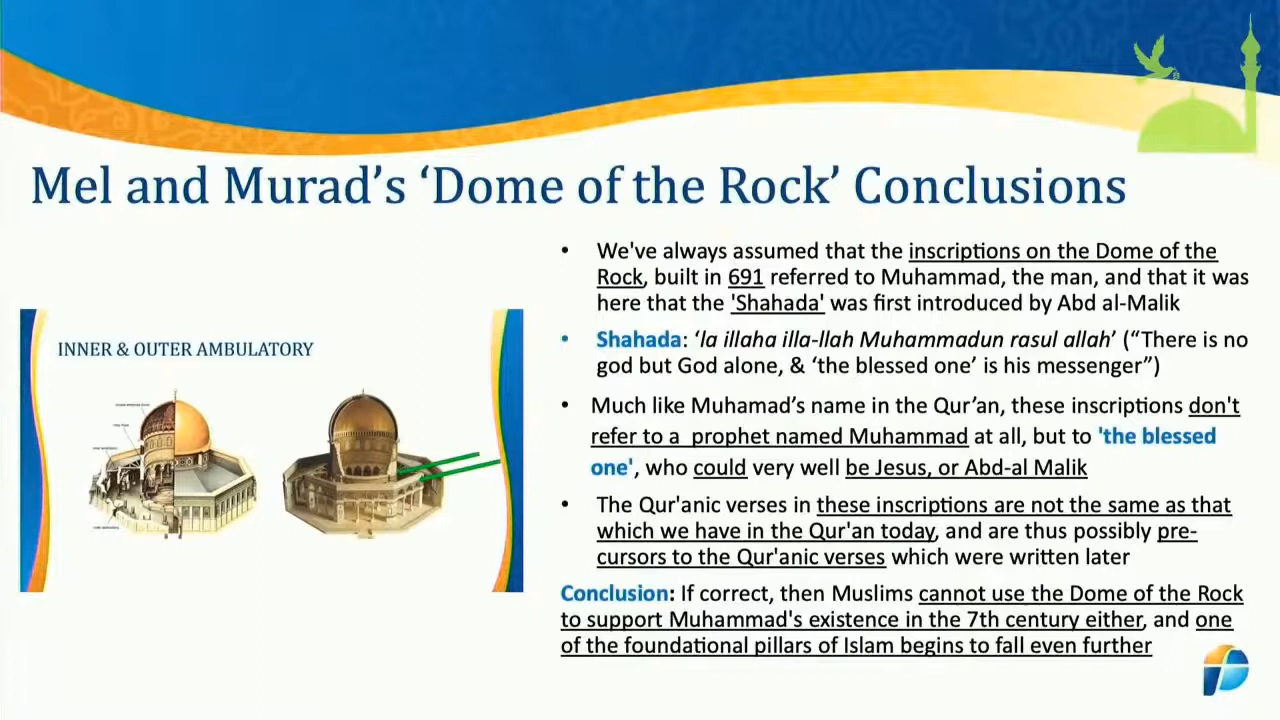 Mel and Murad’s ‘Dome of the Rock’ Conclusions
INNER & OUTER AMBULATORY
• We've always assumed that the inscriptions on the Dome of the
Rock, built in 691 referred to Muhammad, the man, and that it was
here that the 'Shahada' was first introduced by Abd al-Malik
• Shahada: ‘la illaha illa-llah Muhammadun rasul allah’ (“There is no
god but God alone, & ‘the blessed one’ is his messenger”)
• Much like Muhamad’s name in the Qur’an, these inscriptions don't
refer to a prophet named Muhammad at all, but to 'the blessed
one', who could very well be Jesus, or Abd-al Malik
• The Qur'anic verses in these inscriptions are not the same as that
which we have in the Qur'an today, and are thus possibly pre-
cursors to the Qur'anic verses which were written later
Conclusion: If correct, then Muslims cannot use the Dome of the Rock
to support Muhammad's existence in the 7th century either, and one
of the foundational pillars of Islam begins to fall even further